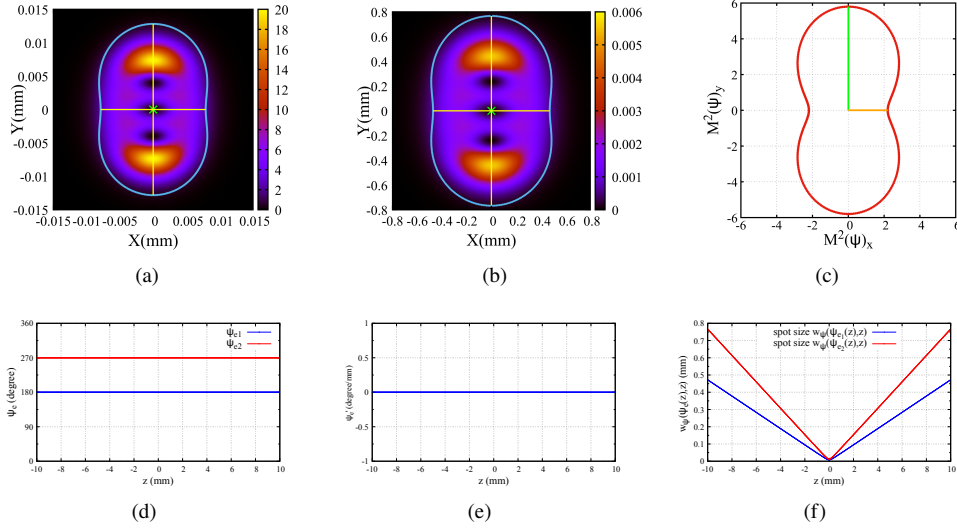 0.015
0.01
0.005
0
-0.005
-0.01
-0.015
Y(mm)
-0.015
-0.01
-0.005
0
0.005
0.01
0.015
X(mm)
20
18
16
14
12
10
8
6
4
2
0
(a)
0.8
0.6
0.4
0.2
0
-0.2
-0.4
-0.6
-0.8
Y(mm)
-0.8 -0.6 -0.4 -0.2 0 0.2 0.4 0.6 0.8
X(mm)
0.006
0.005
0.004
0.003
0.002
0.001
0
(b)
6
4
2
0
-2
-4
-6
M²(ψ)y
-6 -4 -2 0 2 4 6
M²(ψ)x
(c)
360
270
180
90
0
ψe (degree)
ψe1
ψe2
-10 -8 -6 -4 -2 0 2 4 6 8 10
z (mm)
(d)
1
0.5
0
-0.5
-1
ψe' (degree/mm)
-10 -8 -6 -4 -2 0 2 4 6 8 10
z (mm)
(e)
0.8
0.7
0.6
0.5
0.4
0.3
0.2
0.1
0
wψ(ψe(z),z) (mm)
spot size wψ(ψe1(z),z)
spot size wψ(ψe2(z),z)
-10 -8 -6 -4 -2 0 2 4 6 8 10
z (mm)
(f)